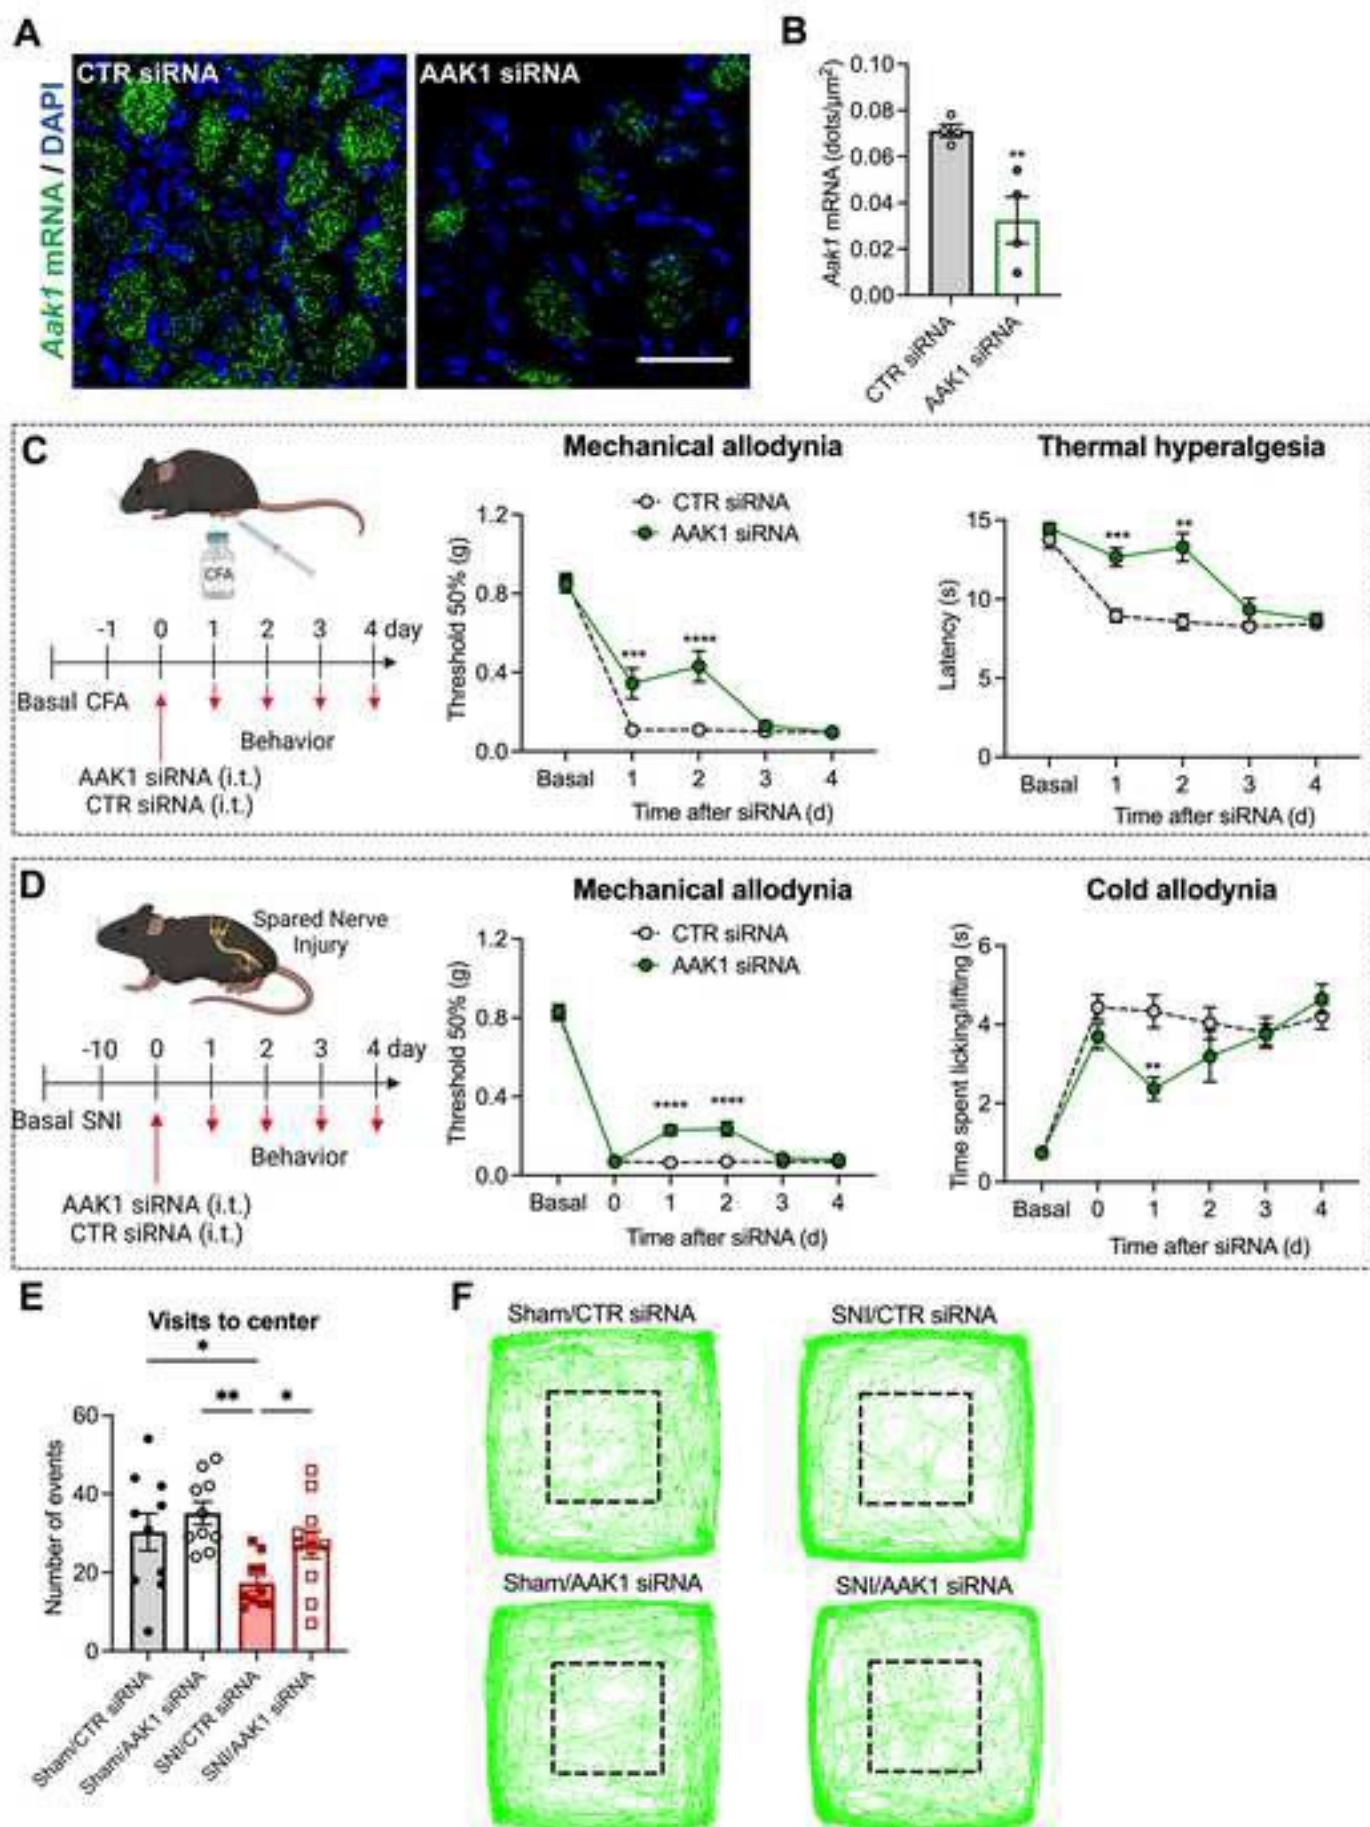 A
CTR siRNA
AAK1 siRNA
Aak1 mRNA / DAPI
B
Aak1 mRNA (dots/μm²)
0.10
0.08
0.06
0.04
0.02
0.00
**
CTR siRNA
AAK1 siRNA
C
CFA
-1 0 1 2 3 4 day
Basal CFA
Behavior
AAK1 siRNA (i.t.)
CTR siRNA (i.t.)
Mechanical allodynia
CTR siRNA
AAK1 siRNA
Threshold 50% (g)
1.2
0.8
0.4
0.0
***
****
Basal 1 2 3 4
Time after siRNA (d)
Thermal hyperalgesia
Latency (s)
15
10
5
0
***
**
Basal 1 2 3 4
Time after siRNA (d)
D
Spared Nerve
Injury
-10 0 1 2 3 4 day
Basal SNI
Behavior
AAK1 siRNA (i.t.)
CTR siRNA (i.t.)
Mechanical allodynia
CTR siRNA
AAK1 siRNA
Threshold 50% (g)
1.2
0.8
0.4
0.0
****
****
Basal 0 1 2 3 4
Time after siRNA (d)
Cold allodynia
Time spent licking/lifting (s)
6
4
2
0
**
Basal 0 1 2 3 4
Time after siRNA (d)
E
Visits to center
*
**
*
Number of events
60
40
20
0
Sham/CTR siRNA
Sham/AAK1 siRNA
SNI/CTR siRNA
SNI/AAK1 siRNA
F
Sham/CTR siRNA
SNI/CTR siRNA
Sham/AAK1 siRNA
SNI/AAK1 siRNA